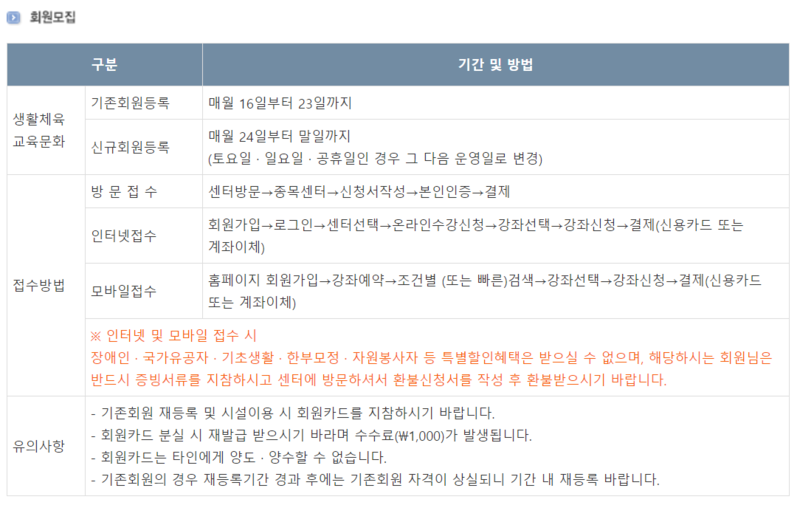 회원모집
구분 기간 및 방법
생활체육
교육문화
기존회원등록 매월 16일부터 23일까지
신규회원등록 매월 24일부터 말일까지
(토요일 · 일요일 · 공휴일인 경우 그 다음 운영일로 변경)
접수방법
방 문 접 수 센터방문→종목센터→신청서작성→본인인증→결제
인터넷접수 회원가입→로그인→센터선택→온라인수강신청→강좌선택→강좌신청→결제(신용카드 또는
계좌이체)
모바일접수 홈페이지 회원가입→강좌예약→조건별 (또는 빠른)검색→강좌선택→강좌신청→결제(신용카드
또는 계좌이체)
※ 인터넷 및 모바일 접수 시
장애인 · 국가유공자 · 기초생활 · 한부모정 · 자원봉사자 등 특별할인혜택은 받으실 수 없으며, 해당하시는 회원님은
반드시 증빙서류를 지참하시고 센터에 방문하셔서 환불신청서를 작성 후 환불받으시기 바랍니다.
유의사항
- 기존회원 재등록 및 시설이용 시 회원카드를 지참하시기 바랍니다.
- 회원카드 분실 시 재발급 받으시기 바라며 수수료(₩1,000)가 발생됩니다.
- 회원카드는 타인에게 양도 · 양수할 수 없습니다.
- 기존회원의 경우 재등록기간 경과 후에는 기존회원 자격이 상실되니 기간 내 재등록 바랍니다.